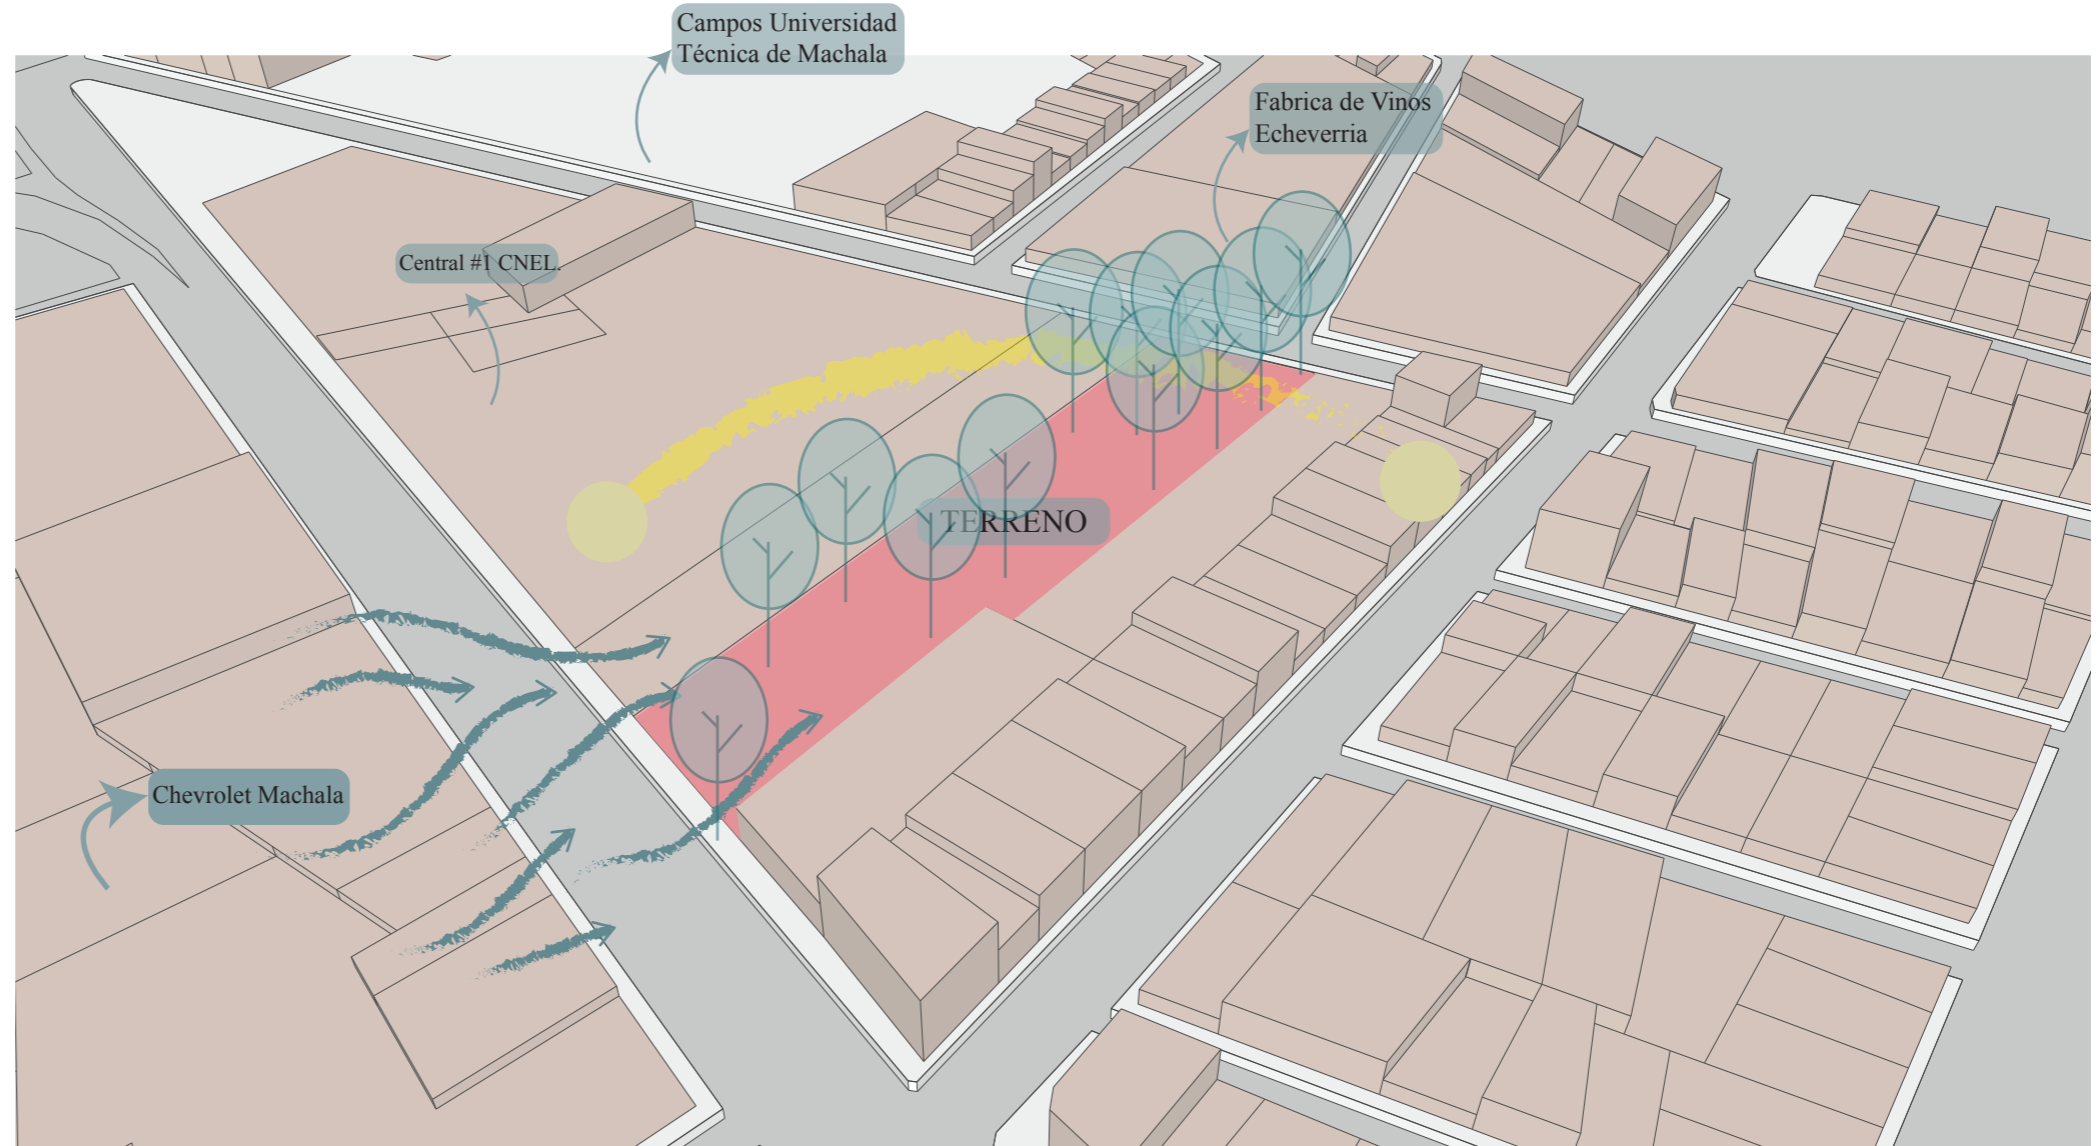 Campos Universidad
Técnica de Machala
Fabrica de Vinos
Echeverria
Central #1 CNEL.
TERRENO
Chevrolet Machala